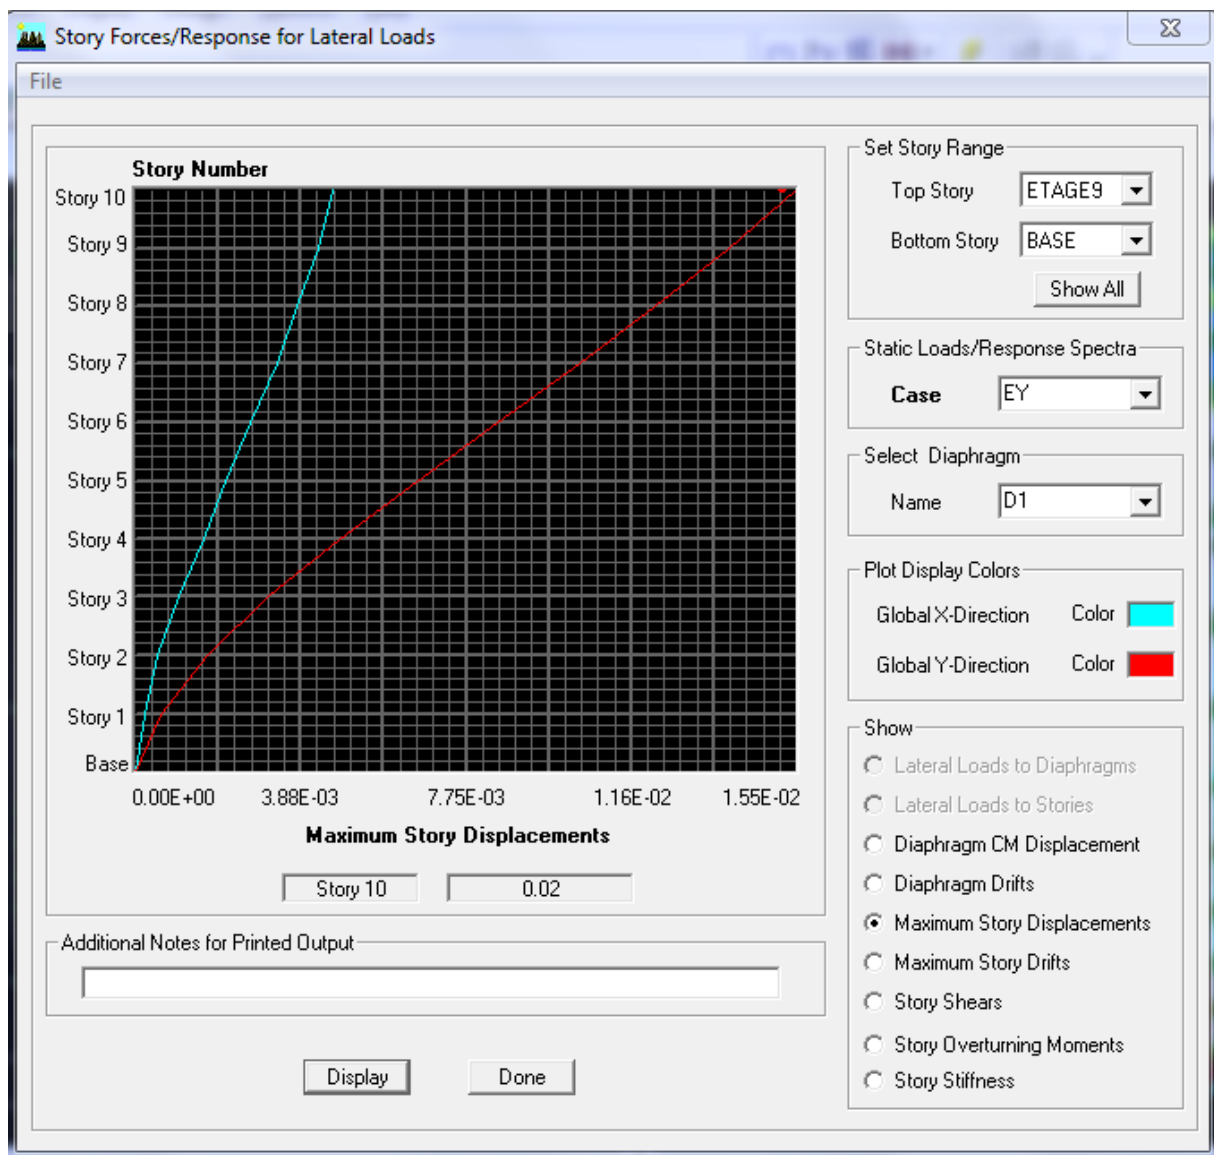 Story Forces/Response for Lateral Loads
File
Story Number
Story 10
Story 9
Story 8
Story 7
Story 6
Story 5
Story 4
Story 3
Story 2
Story 1
Base
0.00E+00 3.88E-03 7.75E-03 1.16E-02 1.55E-02
Maximum Story Displacements
Story 10 0.02
Additional Notes for Printed Output
Display Done
Set Story Range
Top Story ETAGE9
Bottom Story BASE
Show All
Static Loads/Response Spectra
Case EY
Select Diaphragm
Name D1
Plot Display Colors
Global X-Direction Color
Global Y-Direction Color
Show
Lateral Loads to Diaphragms
Lateral Loads to Stories
Diaphragm CM Displacement
Diaphragm Drifts
Maximum Story Displacements
Maximum Story Drifts
Story Shears
Story Overturning Moments
Story Stiffness